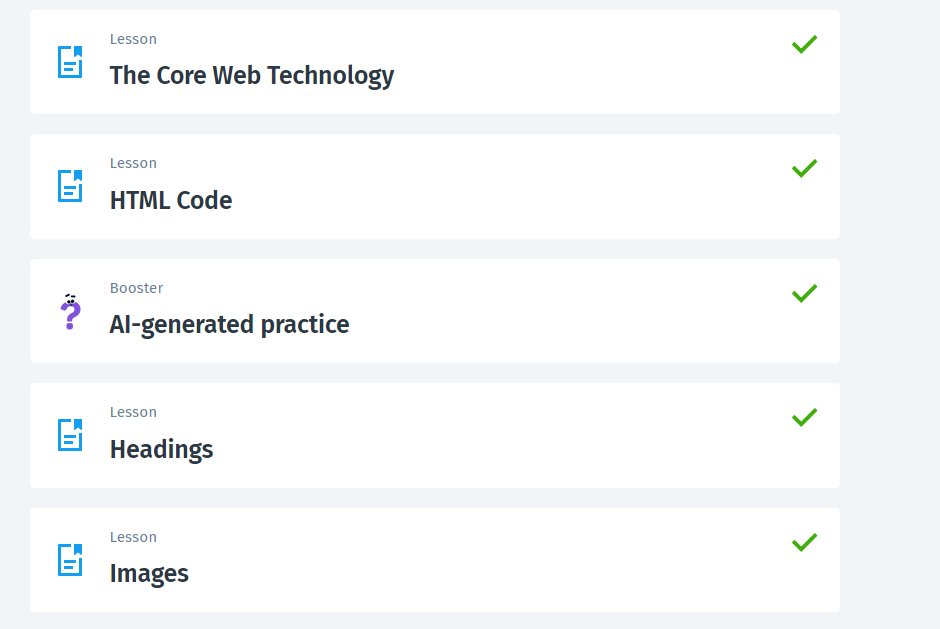 Lesson
The Core Web Technology
Lesson
HTML Code
Booster
AI-generated practice
Lesson
Headings
Lesson
Images